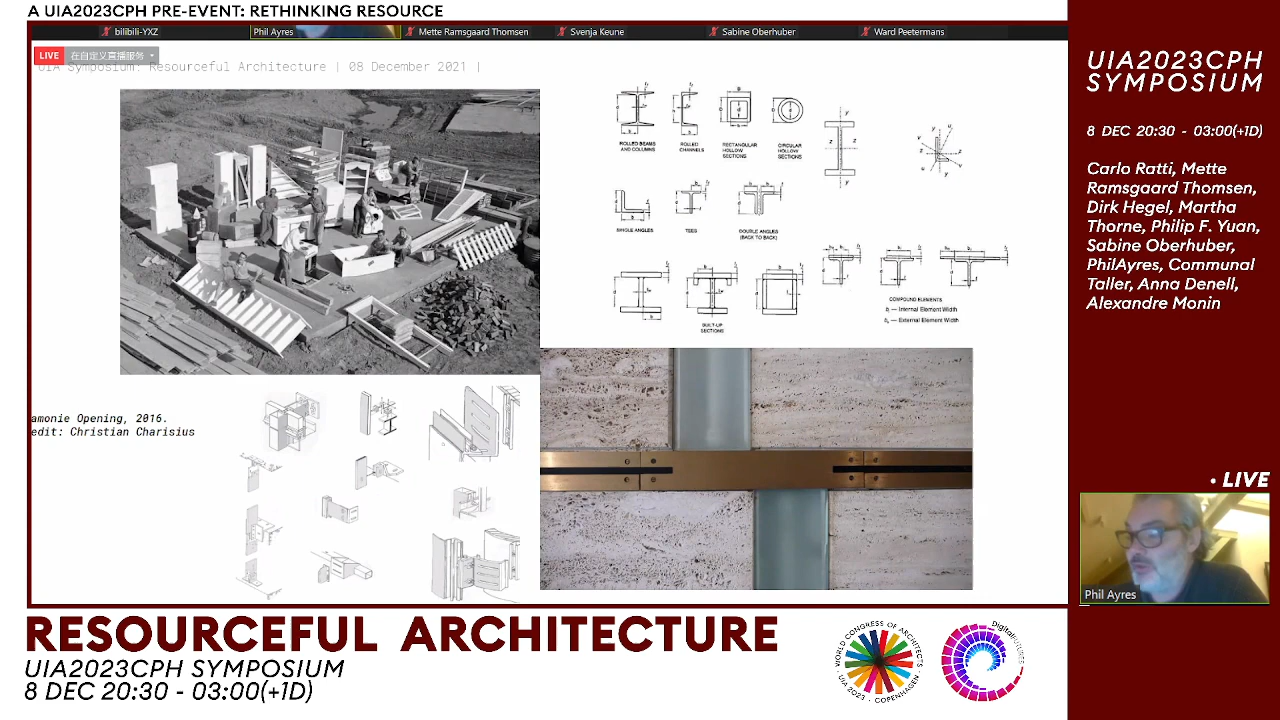 A UIA2023CPH PRE-EVENT: RETHINKING RESOURCE
bilibili-YXZ
Phil Ayres
Mette Ramsgaard Thomsen
Svenja Keune
Sabine Oberhuber
Ward Peetermans
LIVE 在自定义直播服务
UIA Symposium: Resourceful Architecture | 08 December 2021 |
ROLLED BEAMS
AND COLUMNS
ROLLED
CHANNELS
RECTANGULAR
HOLLOW
SECTIONS
CIRCULAR
HOLLOW
SECTIONS
SINGLE ANGLES
TEES
DOUBLE ANGLES
(BACK TO BACK)
BUILT-UP
SECTIONS
COMPOUND ELEMENTS
bᵢ — Internal Element Width
bₑ — External Element Width
amonie Opening, 2016.
edit: Christian Charisius
UIA2023CPH
SYMPOSIUM
8 DEC 20:30 - 03:00(+1D)
Carlo Ratti, Mette
Ramsgaard Thomsen,
Dirk Hegel, Martha
Thorne, Philip F. Yuan,
Sabine Oberhuber,
PhilAyres, Communal
Taller, Anna Denell,
Alexandre Monin
• LIVE
Phil Ayres
RESOURCEFUL ARCHITECTURE
UIA2023CPH SYMPOSIUM
8 DEC 20:30 - 03:00(+1D)
WORLD CONGRESS OF ARCHITECTS
UIA 2023 · COPENHAGEN
DigitalFUTURES